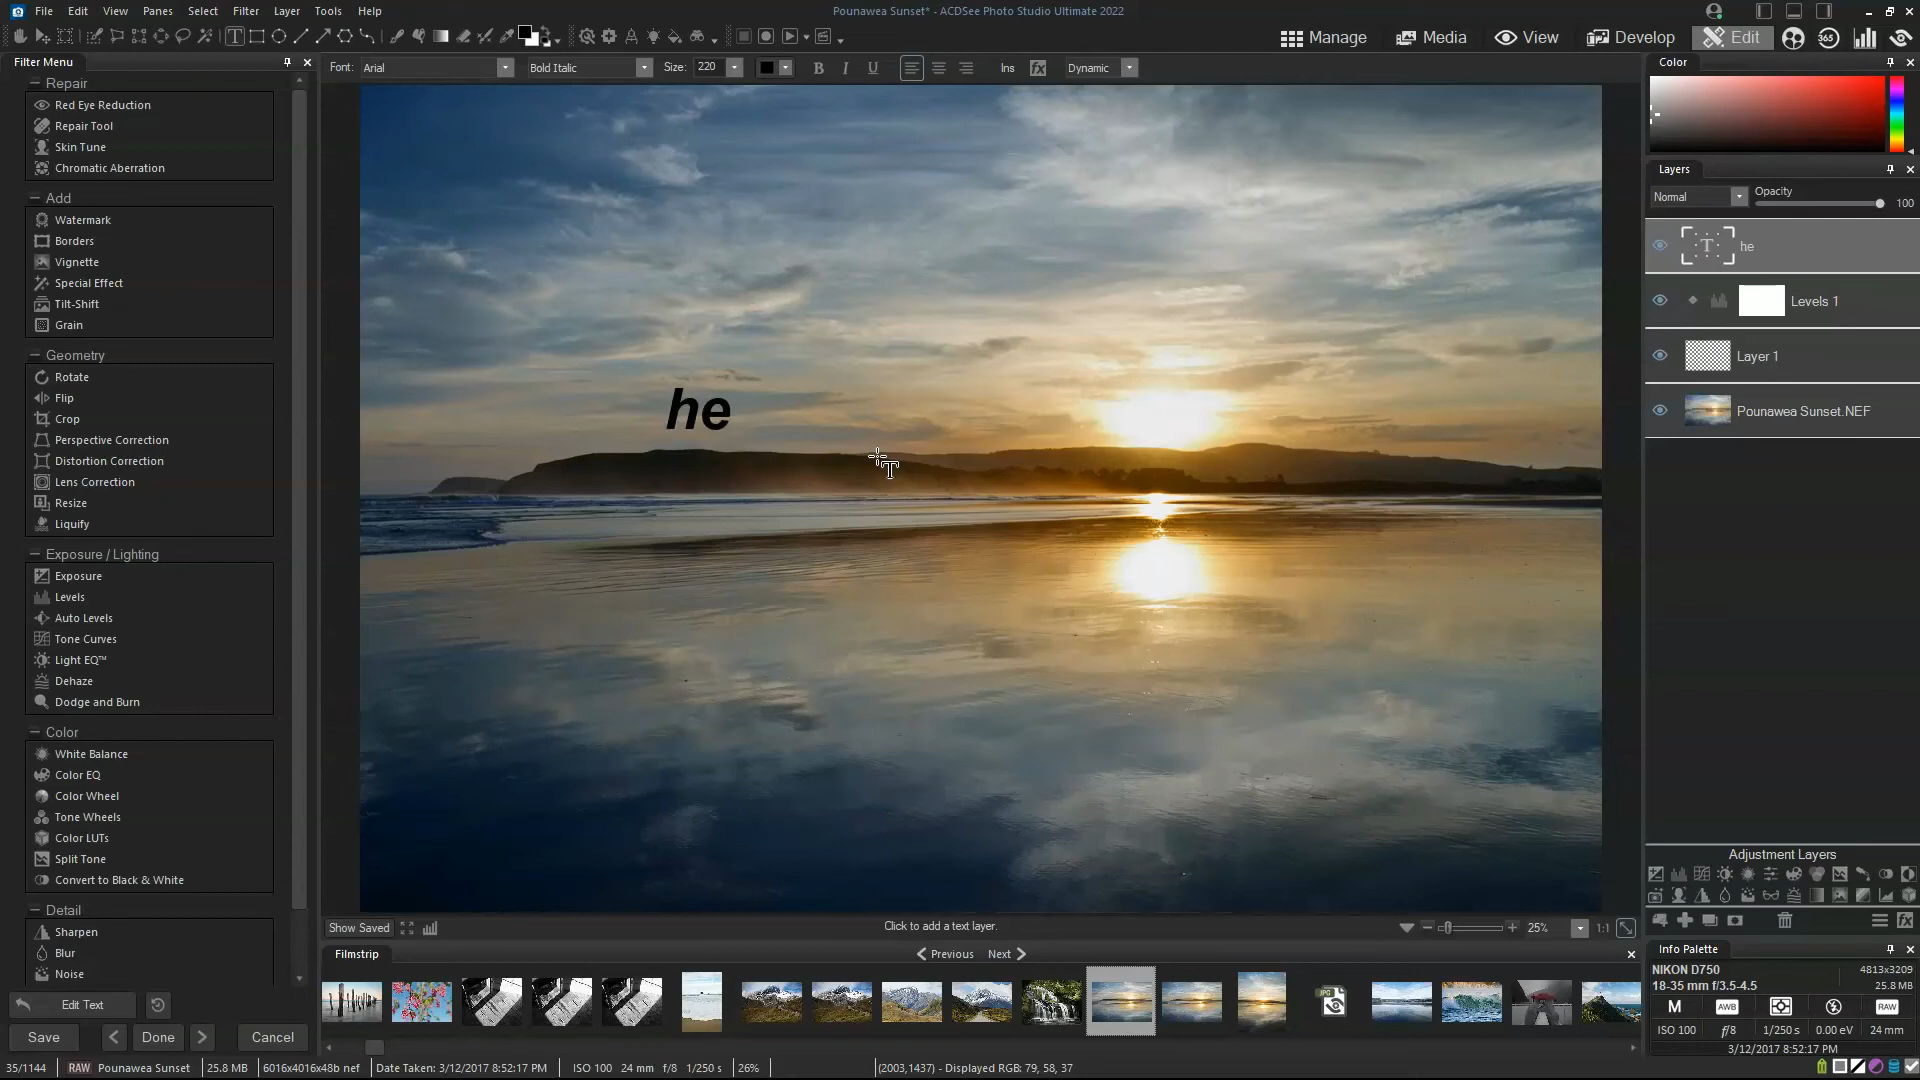 File Edit View Panes Select Filter Layer Tools Help
Pounawea Sunset* - ACDSee Photo Studio Ultimate 2022
Manage Media View Develop Edit 365
Filter Menu
Repair
Red Eye Reduction
Repair Tool
Skin Tune
Chromatic Aberration
Add
Watermark
Borders
Vignette
Special Effect
Tilt-Shift
Grain
Geometry
Rotate
Flip
Crop
Perspective Correction
Distortion Correction
Lens Correction
Resize
Liquify
Exposure / Lighting
Exposure
Levels
Auto Levels
Tone Curves
Light EQ™
Dehaze
Dodge and Burn
Color
White Balance
Color EQ
Color Wheel
Tone Wheels
Color LUTs
Split Tone
Convert to Black & White
Detail
Sharpen
Blur
Noise
Edit Text
Save Done Cancel
Font: Arial Bold Italic Size: 220 B I U Ins fx Dynamic
he
Show Saved Click to add a text layer. 25% 1:1
Filmstrip Previous Next
JPG
Color
Layers
Normal Opacity 100
T he
Levels 1
Layer 1
Pounawea Sunset.NEF
Adjustment Layers
fx
Info Palette
NIKON D750 4813x3209
18-35 mm f/3.5-4.5 25.8 MB
M AWB RAW
ISO 100 f/8 1/250 s 0.00 eV 24 mm
3/12/2017 8:52:17 PM
35/1144 RAW Pounawea Sunset 25.8 MB 6016x4016x48b nef Date Taken: 3/12/2017 8:52:17 PM ISO 100 24 mm f/8 1/250 s 26% (2003,1437) - Displayed RGB: 79, 58, 37